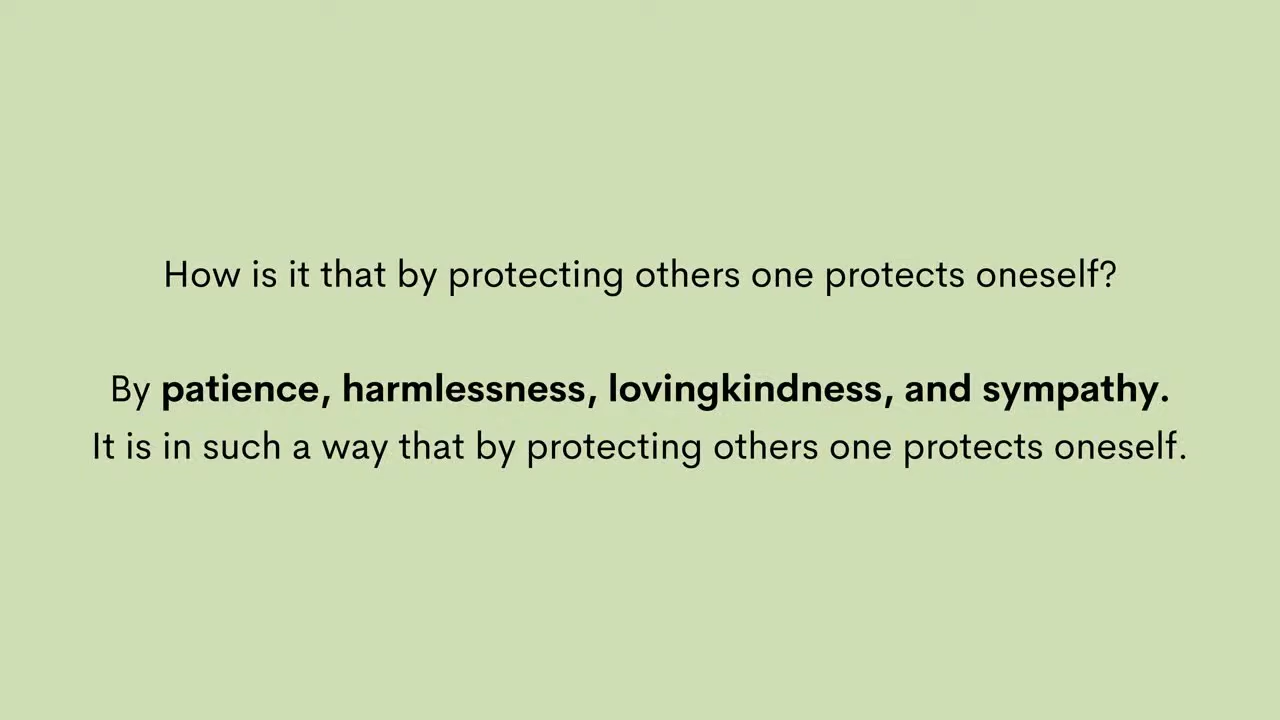 How is it that by protecting others one protects oneself?
By patience, harmlessness, lovingkindness, and sympathy.
It is in such a way that by protecting others one protects oneself.